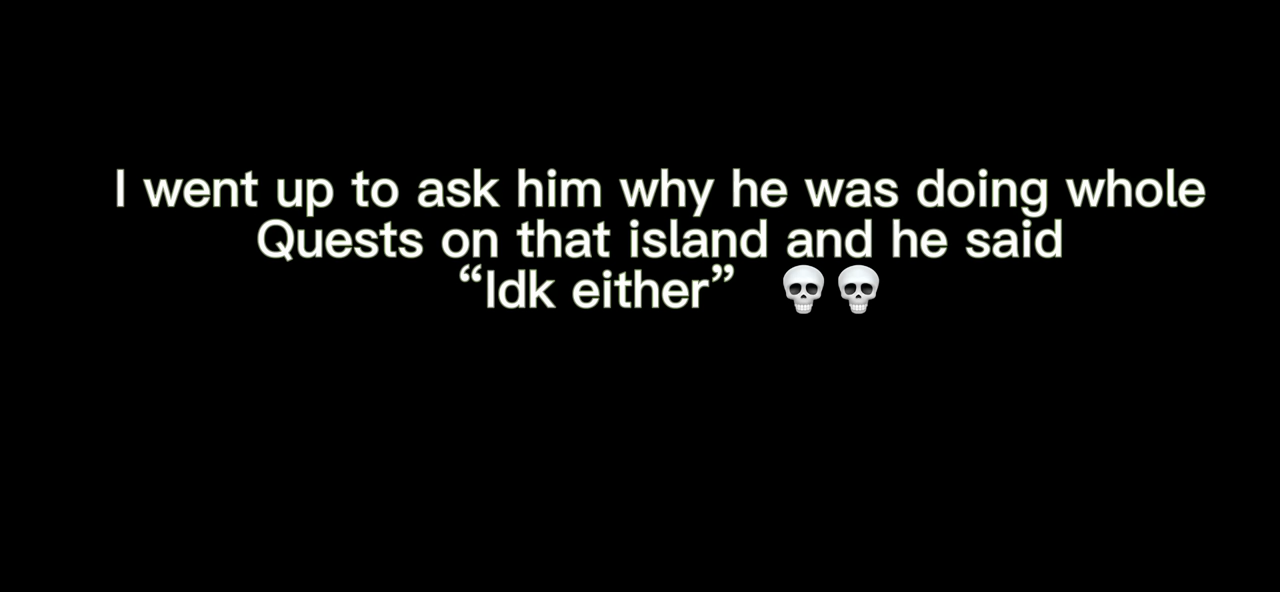 I went up to ask him why he was doing whole
Quests on that island and he said
“Idk either” 💀💀